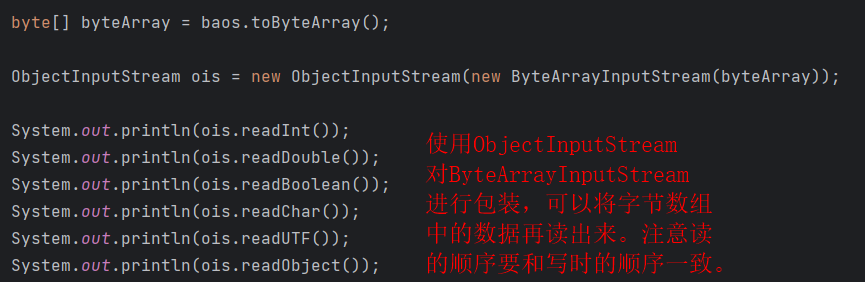 byte[] byteArray = baos.toByteArray();
ObjectInputStream ois = new ObjectInputStream(new ByteArrayInputStream(byteArray));
System.out.println(ois.readInt());
System.out.println(ois.readDouble());
System.out.println(ois.readBoolean());
System.out.println(ois.readChar());
System.out.println(ois.readUTF());
System.out.println(ois.readObject());
使用ObjectInputStream
对ByteArrayInputStream
进行包装，可以将字节数组
中的数据再读出来。注意读
的顺序要和写时的顺序一致。